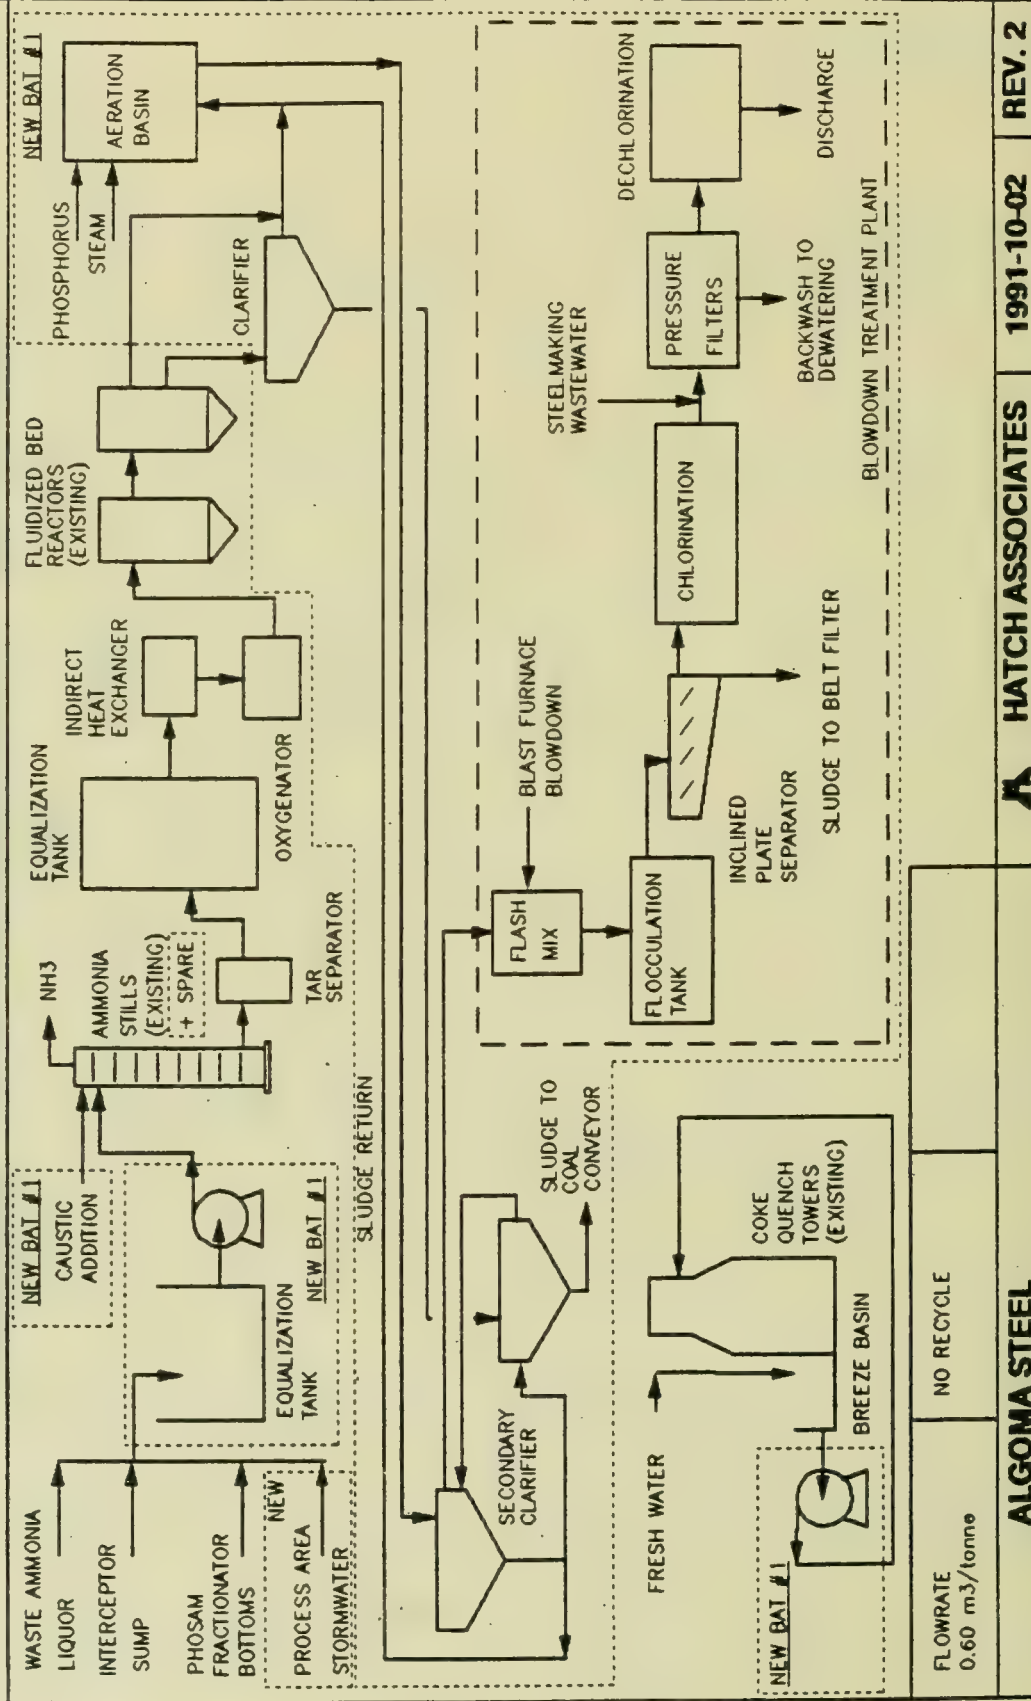 WASTE AMMONIA
LIQUOR
INTERCEPTOR
SUMP
PHOSAM
FRACTIONATOR
BOTTOMS
NEW
PROCESS AREA
STORMWATER
NEW BAT #1
CAUSTIC
ADDITION
EQUALIZATION
TANK
NEW BAT #1
NH3
AMMONIA
STILLS
(EXISTING)
+ SPARE
TAR
SEPARATOR
EQUALIZATION
TANK
OXYGENATOR
INDIRECT
HEAT
EXCHANGER
FLUIDIZED BED
REACTORS
(EXISTING)
NEW BAT #1
PHOSPHORUS
STEAM
AERATION
BASIN
CLARIFIER
SLUDGE RETURN
SECONDARY
CLARIFIER
SLUDGE TO
COAL
CONVEYOR
FLASH
MIX
BLAST FURNACE
BLOWDOWN
FLOCCULATION
TANK
INCLINED
PLATE
SEPARATOR
SLUDGE TO BELT FILTER
CHLORINATION
STEELMAKING
WASTEWATER
PRESSURE
FILTERS
BACKWASH TO
DEWATERING
DECHLORINATION
DISCHARGE
BLOWDOWN TREATMENT PLANT
FRESH WATER
COKE
QUENCH
TOWERS
(EXISTING)
BREEZE BASIN
NEW BAT #1
FLOWRATE
0.60 m3/tonne
NO RECYCLE
ALGOMA STEEL
HATCH ASSOCIATES
1991-10-02
REV. 2